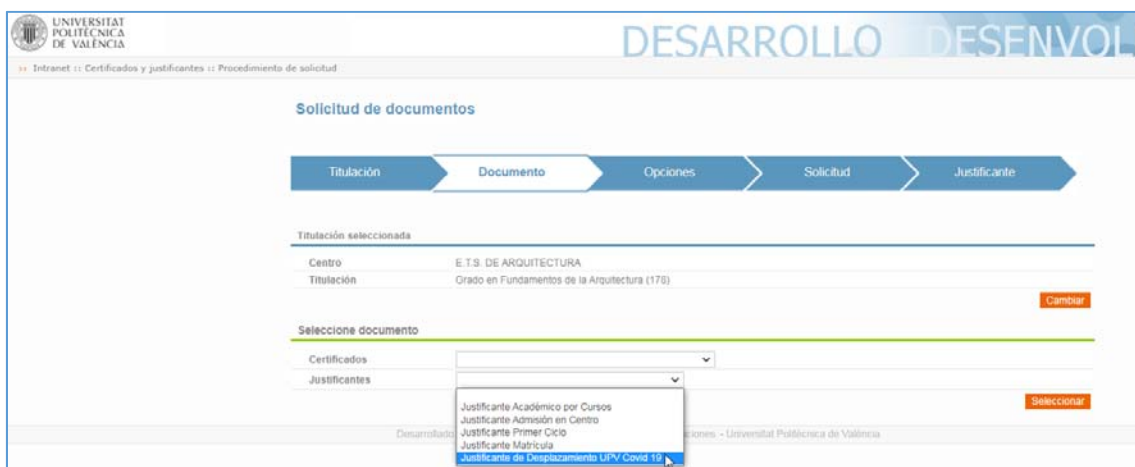 UNIVERSITAT
POLITÈCNICA
DE VALÈNCIA
DESARROLLO DESENVOL
Intranet :: Certificados y justificantes :: Procedimiento de solicitud
Solicitud de documentos
Titulación Documento Opciones Solicitud Justificante
Titulación seleccionada
Centro E.T.S. DE ARQUITECTURA
Titulación Grado en Fundamentos de la Arquitectura (176)
Cambiar
Seleccione documento
Certificados
Justificantes
Justificante Académico por Cursos
Justificante Admisión en Centro
Justificante Primer Ciclo
Justificante Matrícula
Justificante de Desplazamiento UPV Covid 19
Seleccionar
Desarrollado ciones - Universitat Politècnica de València